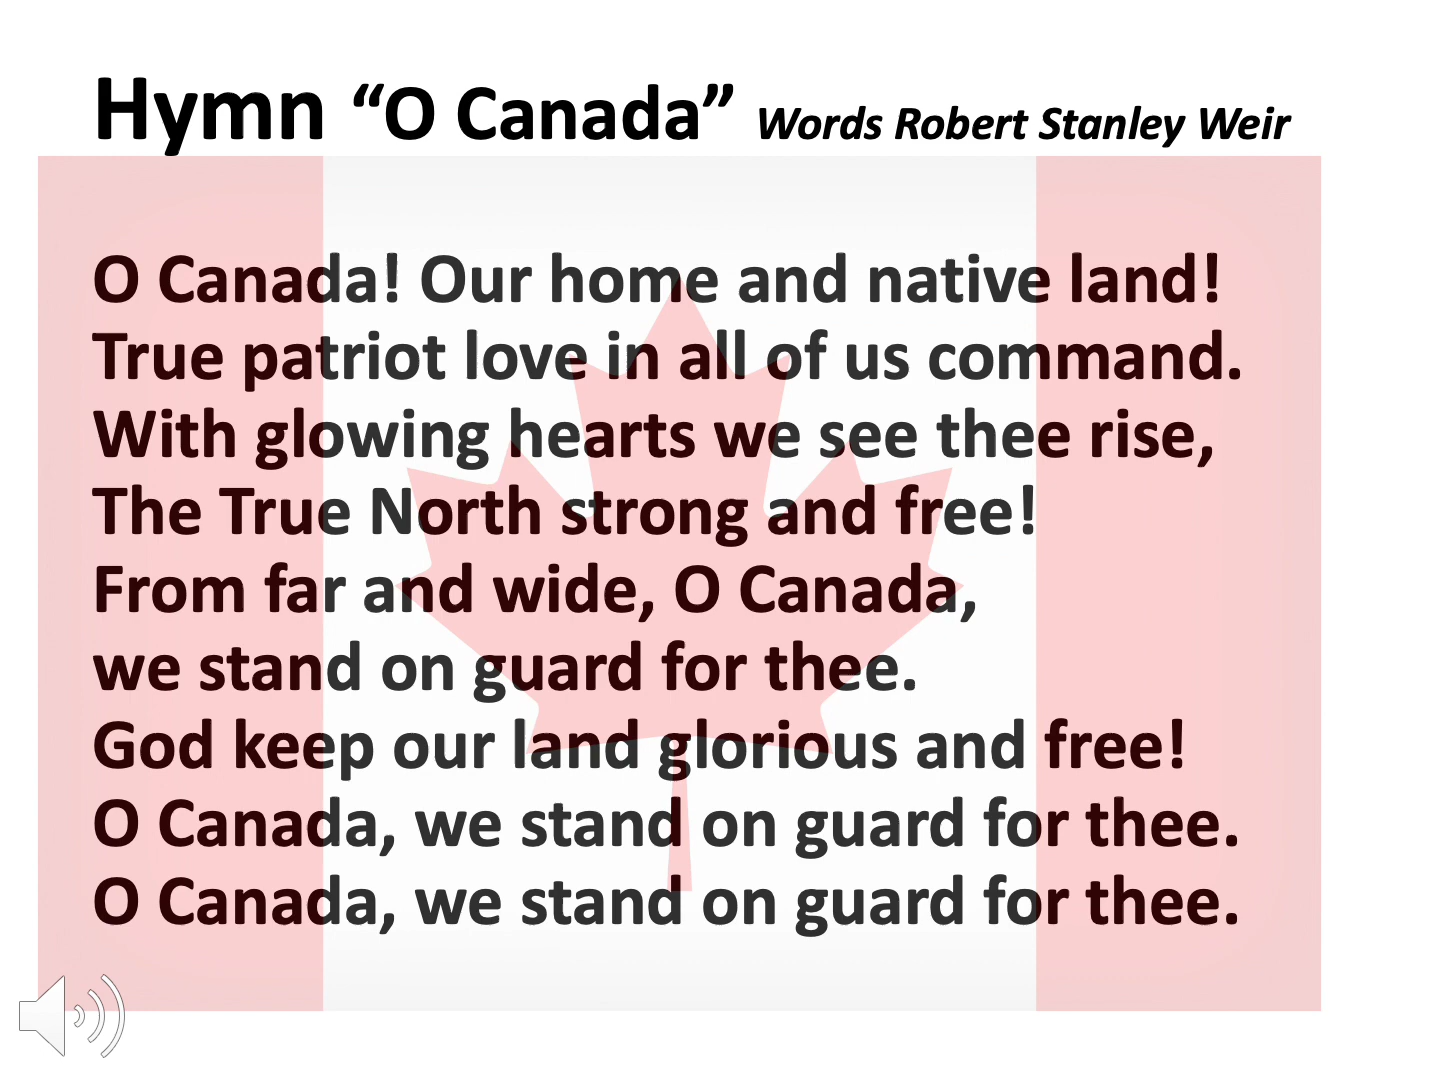 Hymn “O Canada” Words Robert Stanley Weir
O Canada! Our home and native land!
True patriot love in all of us command.
With glowing hearts we see thee rise,
The True North strong and free!
From far and wide, O Canada,
we stand on guard for thee.
God keep our land glorious and free!
O Canada, we stand on guard for thee.
O Canada, we stand on guard for thee.